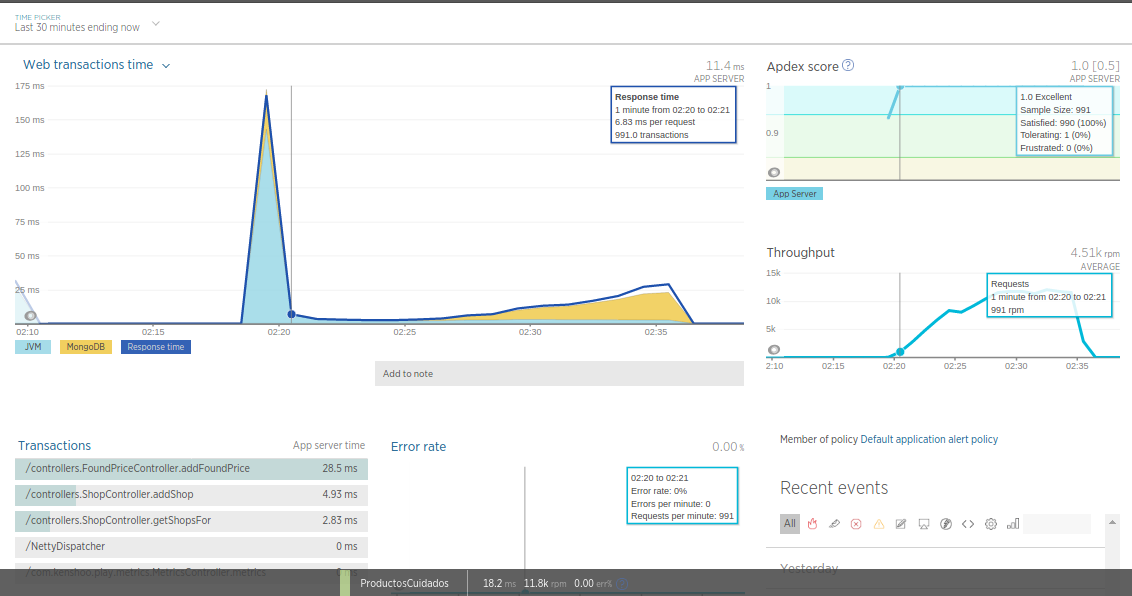 TIME PICKER
Last 30 minutes ending now
Web transactions time
11.4 ms
APP SERVER
175 ms
150 ms
125 ms
100 ms
75 ms
50 ms
25 ms
Response time
1 minute from 02:20 to 02:21
6.83 ms per request
991.0 transactions
02:10
02:15
02:20
02:25
02:30
02:35
JVM
MongoDB
Response time
Add to note
Apdex score ?
1.0 [0.5]
APP SERVER
1
0.9
1.0 Excellent
Sample Size: 991
Satisfied: 990 (100%)
Tolerating: 1 (0%)
Frustrated: 0 (0%)
App Server
Throughput
4.51k rpm
AVERAGE
15k
10k
5k
Requests
1 minute from 02:20 to 02:21
991 rpm
2:10
02:15
02:20
02:25
02:30
02:35
Transactions
App server time
/controllers.FoundPriceController.addFoundPrice 28.5 ms
/controllers.ShopController.addShop 4.93 ms
/controllers.ShopController.getShopsFor 2.83 ms
/NettyDispatcher 0 ms
/com.kenshoo.play.metrics.MetricsController.metrics 0 ms
Error rate
0.00 %
02:20 to 02:21
Error rate: 0%
Errors per minute: 0
Requests per minute: 991
Member of policy Default application alert policy
Recent events
All
Yesterday
ProductosCuidados
18.2 ms 11.8k rpm 0.00 err% ?